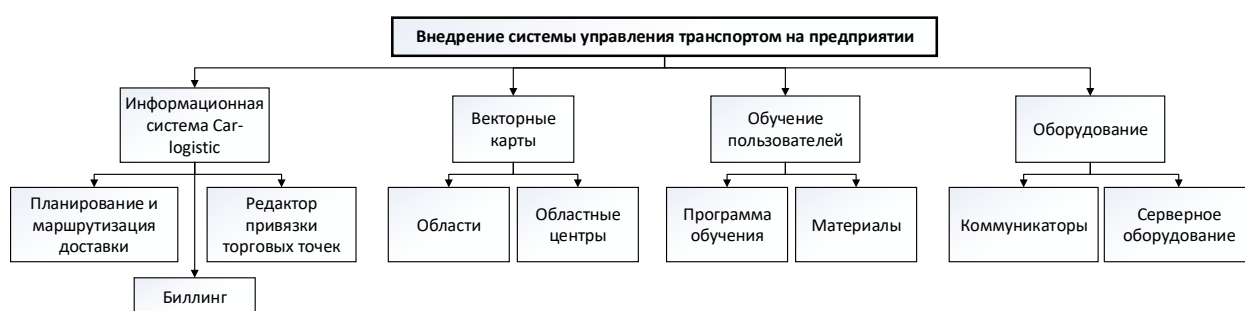 Внедрение системы управления транспортом на предприятии
Информационная
система Car-
logistic
Векторные
карты
Обучение
пользователей
Оборудование
Планирование и
маршрутизация
доставки
Редактор
привязки
торговых точек
Области
Областные
центры
Программа
обучения
Материалы
Коммуникаторы
Серверное
оборудование
Биллинг